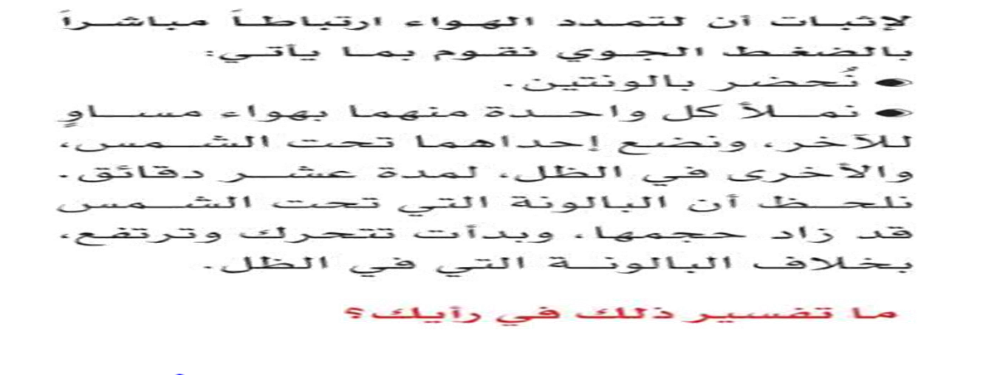 لإثبات أن لتمدد الهواء ارتباطاً مباشراً
بالضغط الجوي نقوم بما يأتي:
نُحضر بالونتين.
نملأ كل واحدة منهما بهواء مساوٍ
للآخر، ونضع إحداهما تحت الشمس،
والأخرى في الظل، لمدة عشر دقائق.
نلحظ أن البالونة التي تحت الشمس
قد زاد حجمها، وبدأت تتحرك وترتفع،
بخلاف البالونة التي في الظل.
ما تفسير ذلك في رأيك؟